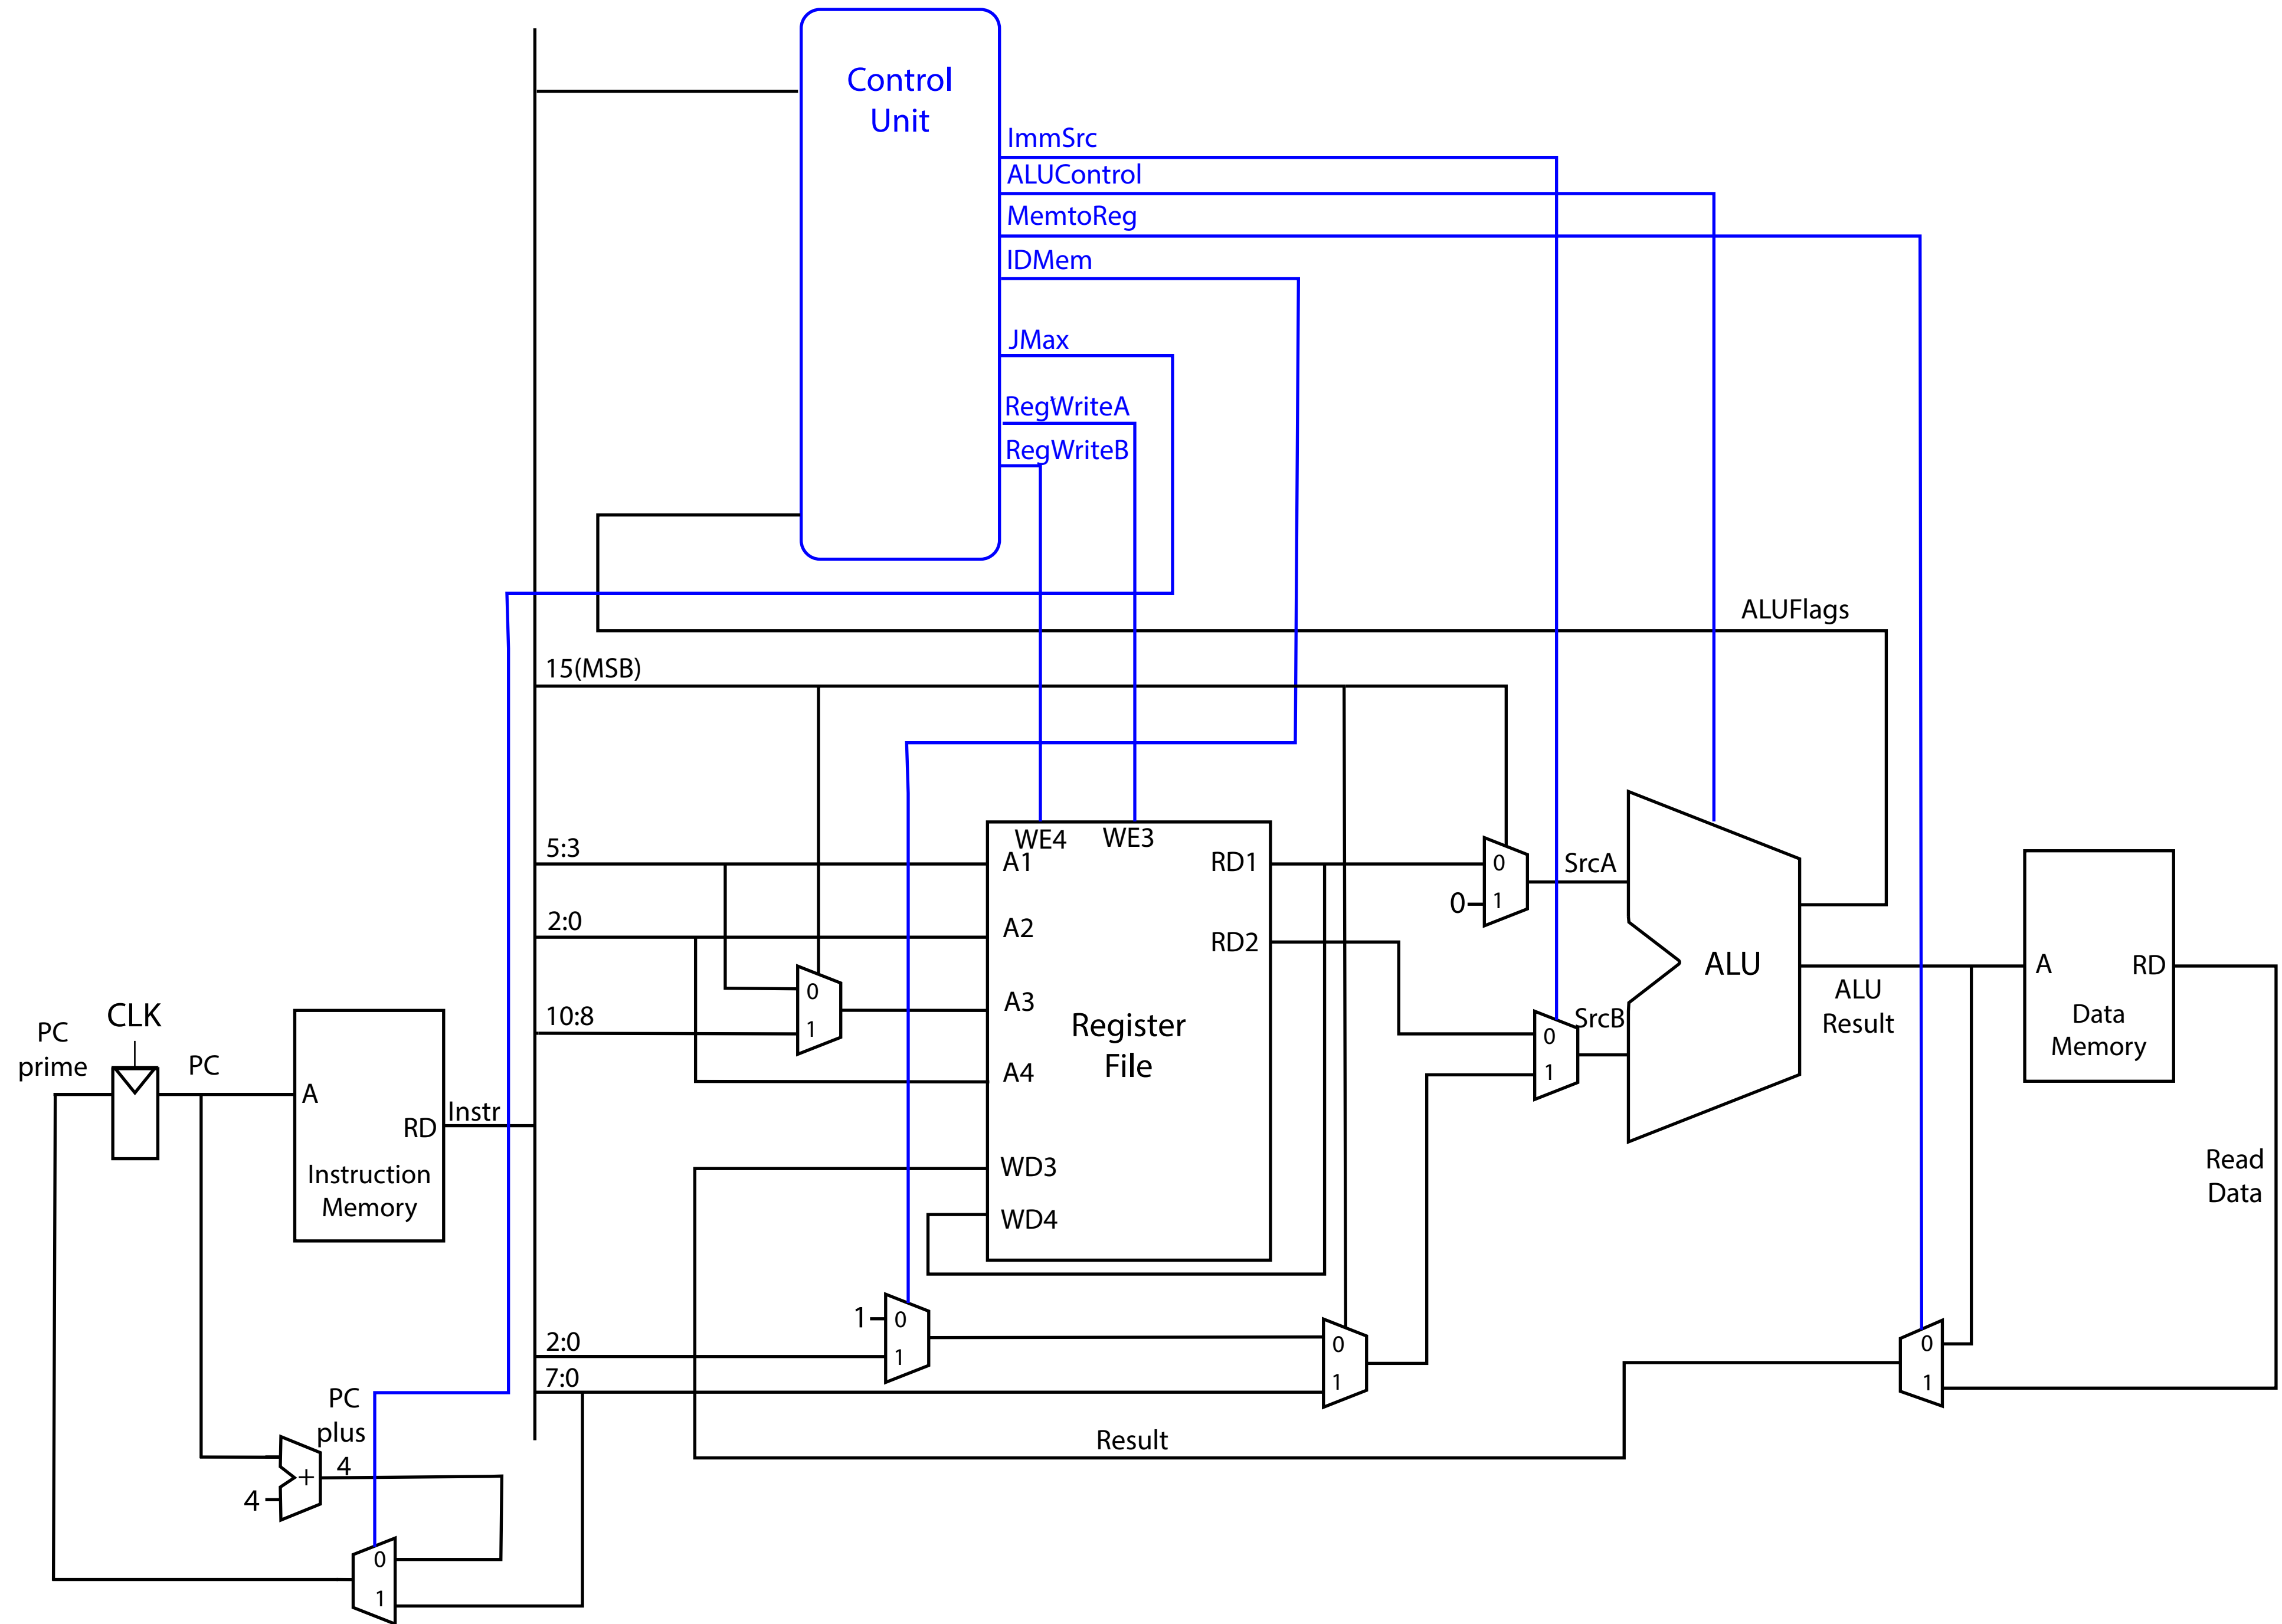 Control
Unit
ImmSrc
ALUControl
MemtoReg
IDMem
JMax
RegWriteA
RegWriteB
ALUFlags
15(MSB)
5:3
2:0
10:8
WE4
WE3
A1
A2
A3
A4
WD3
WD4
RD1
RD2
Register
File
0
1
0
1
0
SrcA
0
1
SrcB
ALU
ALU
Result
A
RD
Data
Memory
Read
Data
PC
prime
CLK
PC
A
RD
Instruction
Memory
Instr
1
0
1
2:0
7:0
0
1
0
1
Result
PC
plus
4
+
4
0
1